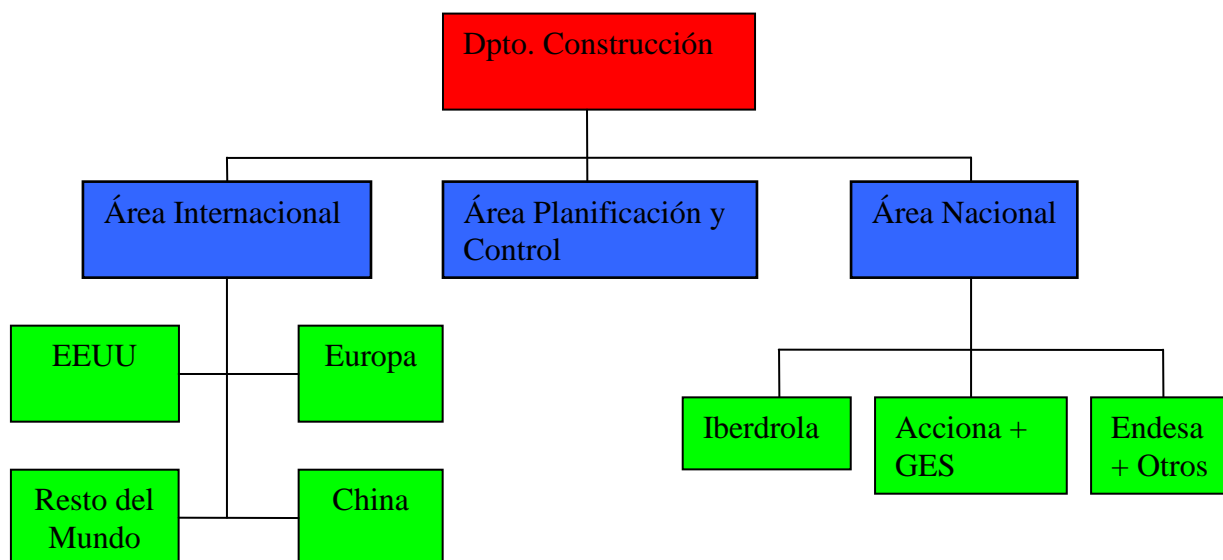 Dpto. Construcción
Área Internacional
Área Planificación y
Control
Área Nacional
EEUU
Europa
Iberdrola
Acciona +
GES
Endesa
+ Otros
Resto del
Mundo
China